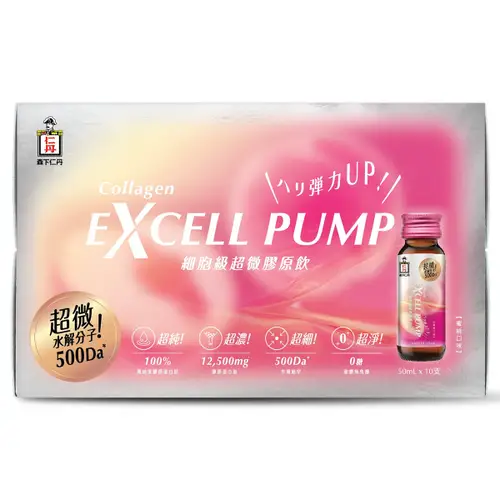 仁丹
森下仁丹
Collagen
ハリ弾力UP!
EXCELL PUMP
細胞級超微膠原飲
超微
水解分子!
500Da
超純!
100%
超濃!
12,500mg
超細!
500Da
超淨!
0糖
50mL x 10支